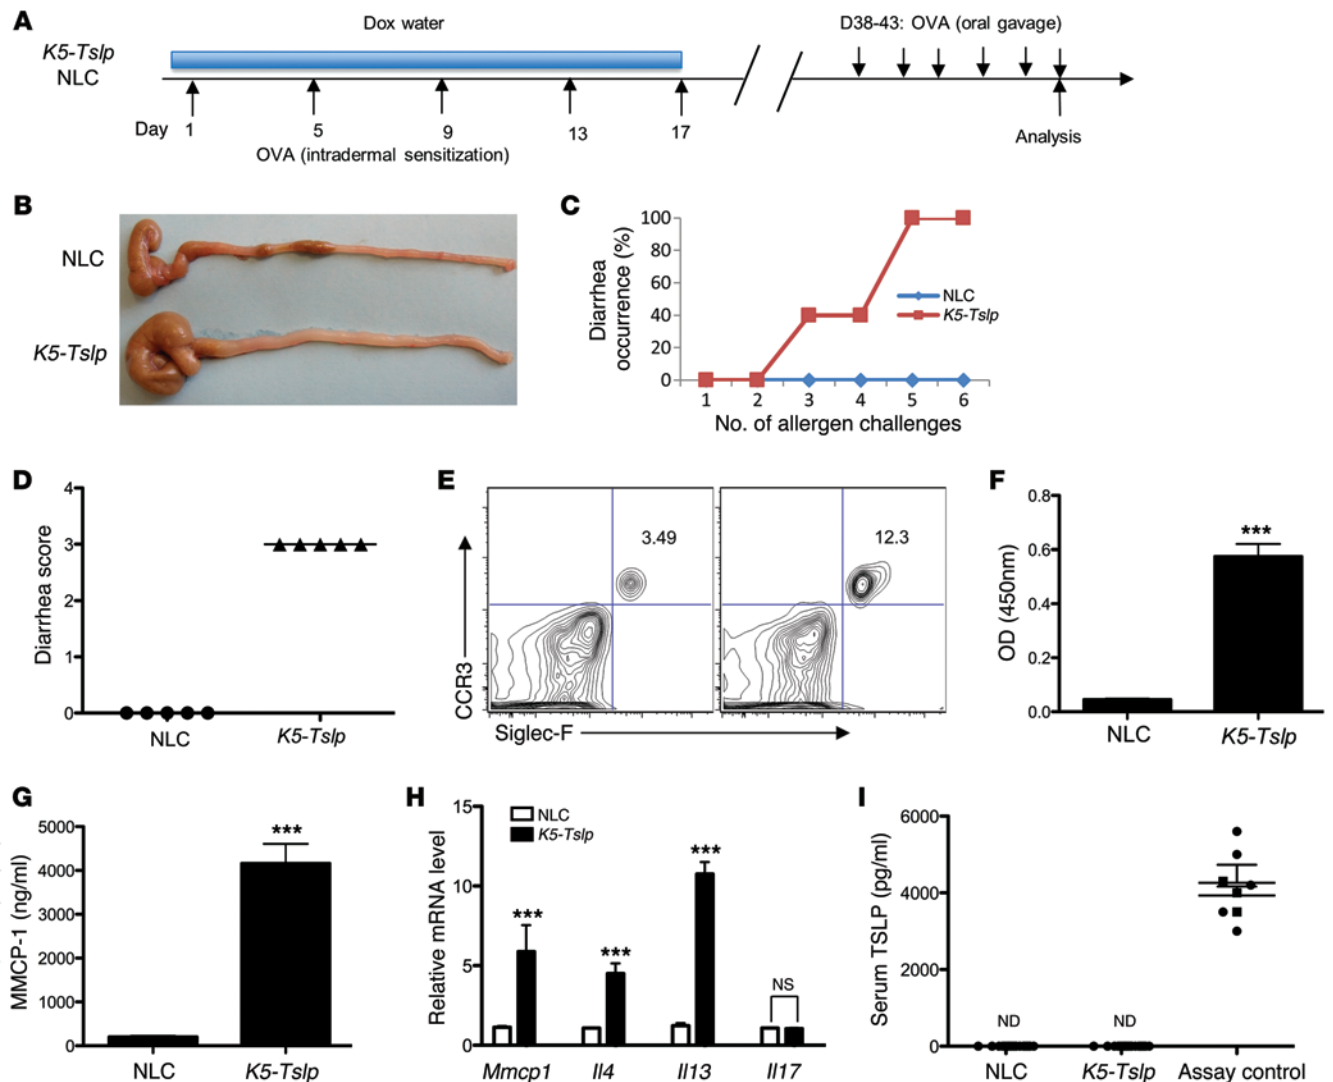 A
Dox water
D38-43: OVA (oral gavage)
K5-Tslp
NLC
Day 1 5 9 13 17
Analysis
OVA (intradermal sensitization)
B
NLC
K5-Tslp
C
Diarrhea
occurrence (%)
100
80
60
40
20
0
1 2 3 4 5 6
No. of allergen challenges
NLC
K5-Tslp
D
Diarrhea score
4
3
2
1
0
NLC K5-Tslp
E
3.49
12.3
CCR3
Siglec-F
F
OD (450nm)
0.8
0.6
0.4
0.2
0.0
***
NLC K5-Tslp
G
MMCP-1 (ng/ml)
5000
4000
3000
2000
1000
0
***
NLC K5-Tslp
H
Relative mRNA level
15
10
5
0
NLC
K5-Tslp
***
***
***
NS
Mmcp1 Il4 Il13 Il17
I
Serum TSLP (pg/ml)
6000
4000
2000
0
ND
ND
NLC K5-Tslp Assay control